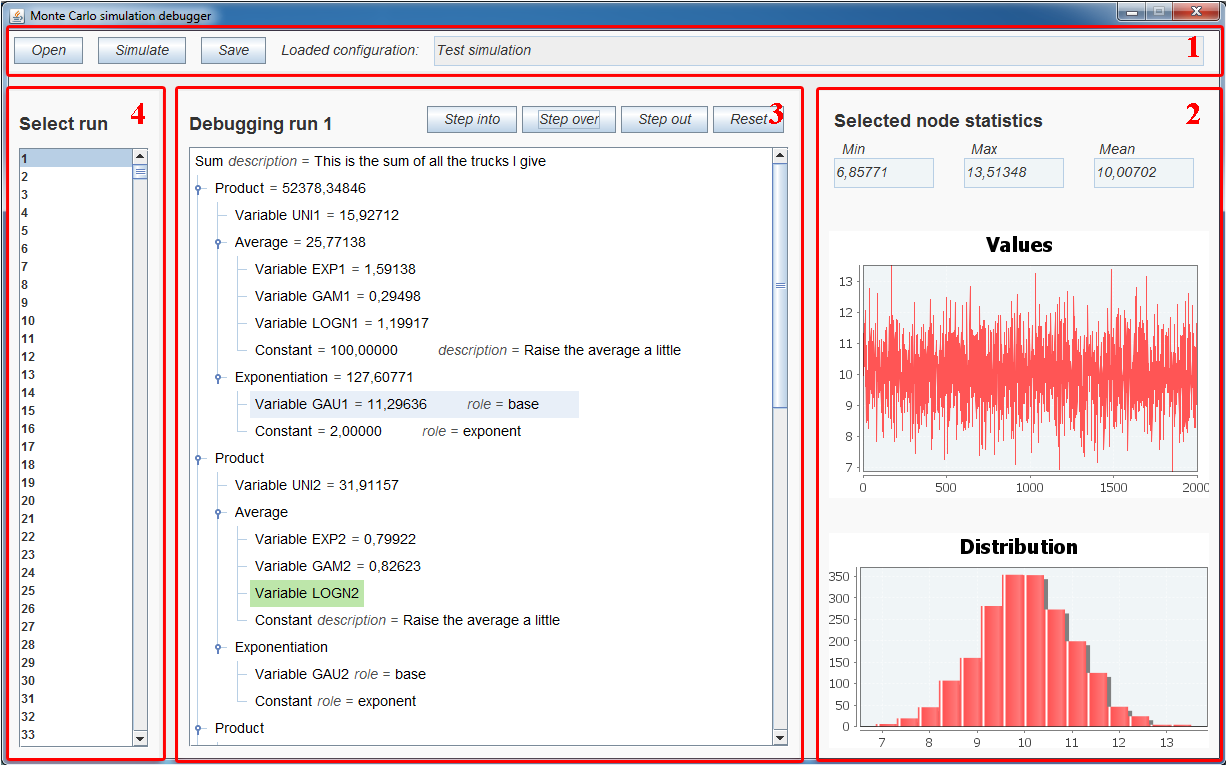 Monte Carlo simulation debugger
Open Simulate Save Loaded configuration: Test simulation 1
Select run 4
1
2
3
4
5
6
7
8
9
10
11
12
13
14
15
16
17
18
19
20
21
22
23
24
25
26
27
28
29
30
31
32
33
Debugging run 1 Step into Step over Step out Reset 3
Sum description = This is the sum of all the trucks I give
Product = 52378,34846
Variable UNI1 = 15,92712
Average = 25,77138
Variable EXP1 = 1,59138
Variable GAM1 = 0,29498
Variable LOGN1 = 1,19917
Constant = 100,00000 description = Raise the average a little
Exponentiation = 127,60771
Variable GAU1 = 11,29636 role = base
Constant = 2,00000 role = exponent
Product
Variable UNI2 = 31,91157
Average
Variable EXP2 = 0,79922
Variable GAM2 = 0,82623
Variable LOGN2
Constant description = Raise the average a little
Exponentiation
Variable GAU2 role = base
Constant role = exponent
Product
Selected node statistics 2
Min Max Mean
6,85771 13,51348 10,00702
Values
13
12
11
10
9
8
7
0 500 1000 1500 2000
Distribution
350
300
250
200
150
100
50
0
7 8 9 10 11 12 13